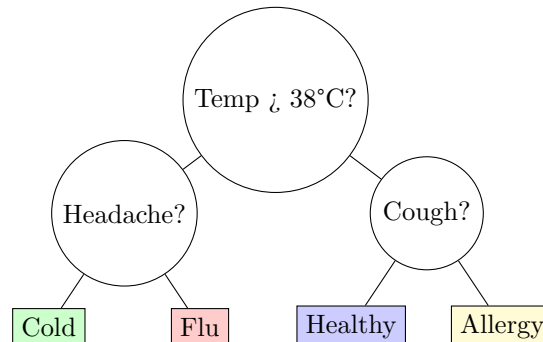 Temp ¿ 38°C?
Headache?
Cough?
Cold
Flu
Healthy
Allergy